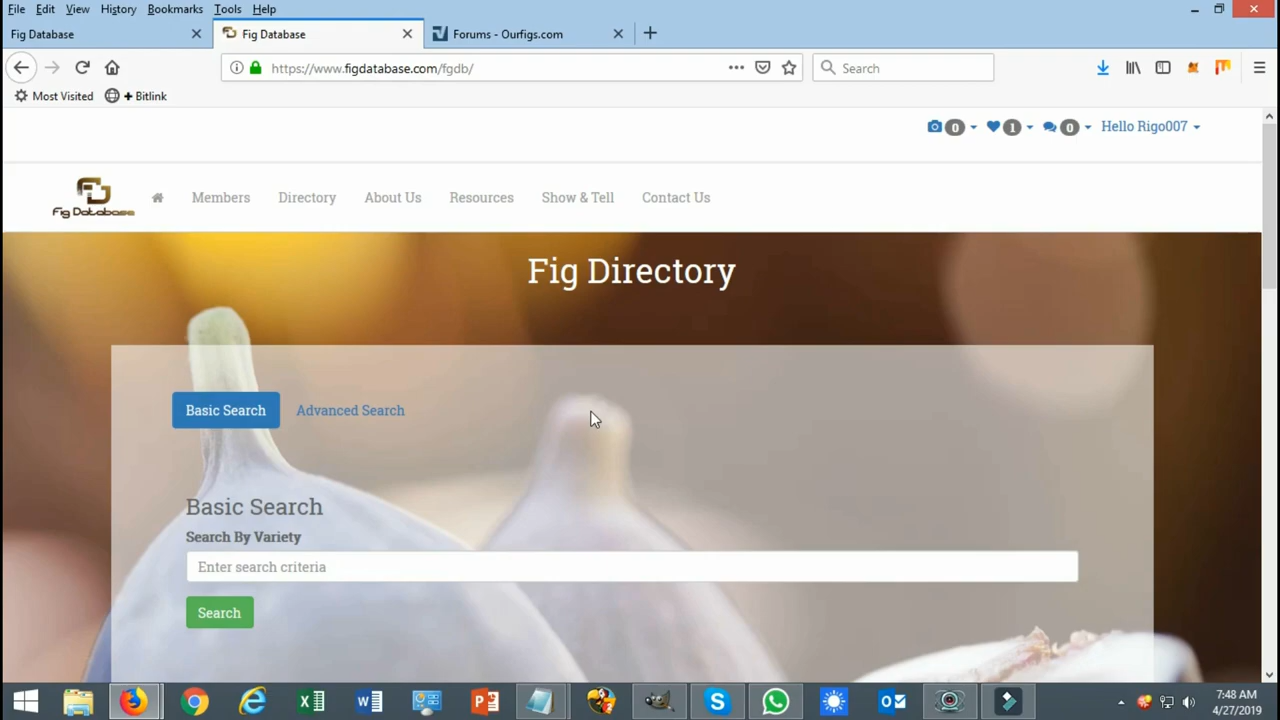 File Edit View History Bookmarks Tools Help
Fig Database
Fig Database
Forums - Ourfigs.com
https://www.figdatabase.com/fgdb/
Search
Most Visited
Bitlink
0
1
0
Hello Rigo007
Fig Database
Members
Directory
About Us
Resources
Show & Tell
Contact Us
Fig Directory
Basic Search
Advanced Search
Basic Search
Search By Variety
Enter search criteria
Search
7:48 AM
4/27/2019